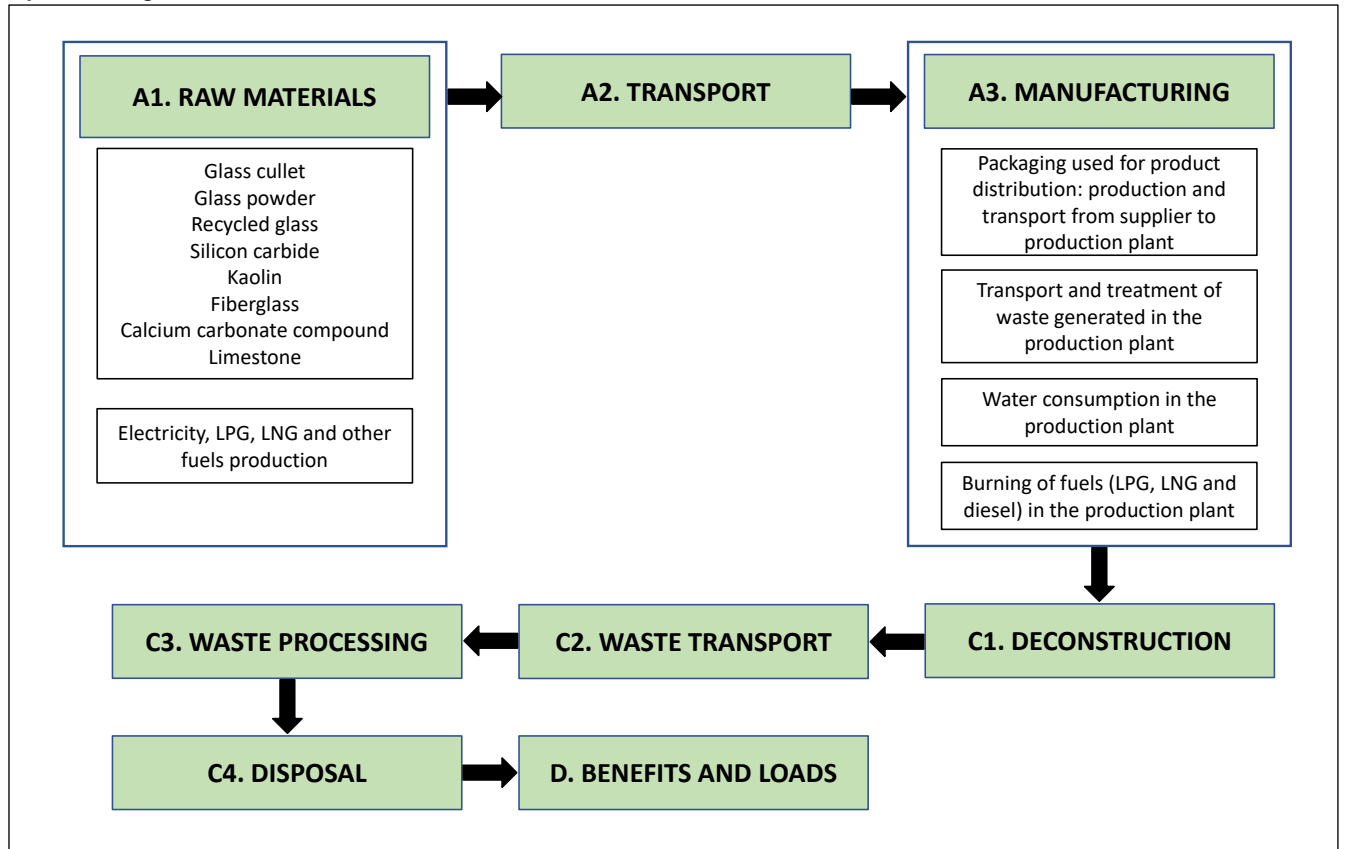 A1. RAW MATERIALS
Glass cullet
Glass powder
Recycled glass
Silicon carbide
Kaolin
Fiberglass
Calcium carbonate compound
Limestone
Electricity, LPG, LNG and other
fuels production
A2. TRANSPORT
A3. MANUFACTURING
Packaging used for product
distribution: production and
transport from supplier to
production plant
Transport and treatment of
waste generated in the
production plant
Water consumption in the
production plant
Burning of fuels (LPG, LNG and
diesel) in the production plant
C1. DECONSTRUCTION
C2. WASTE TRANSPORT
C3. WASTE PROCESSING
C4. DISPOSAL
D. BENEFITS AND LOADS